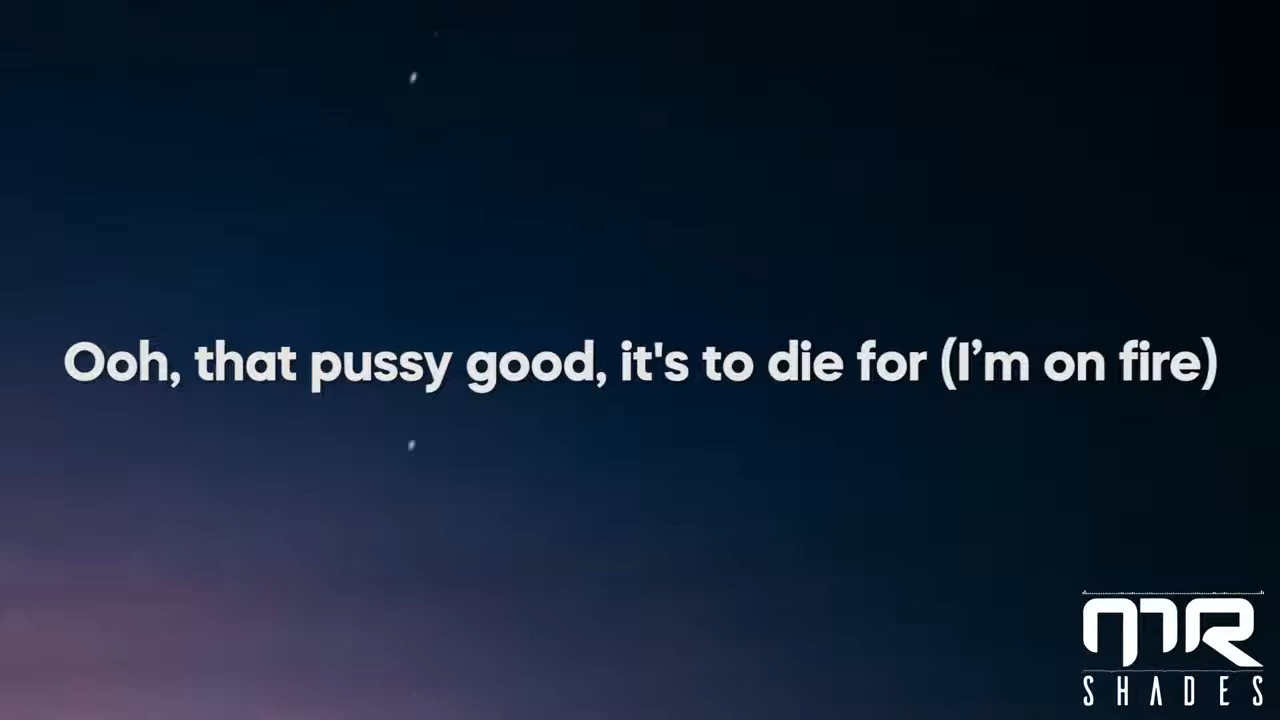 Ooh, that pussy good, it's to die for (I’m on fire)
MR
SHADES